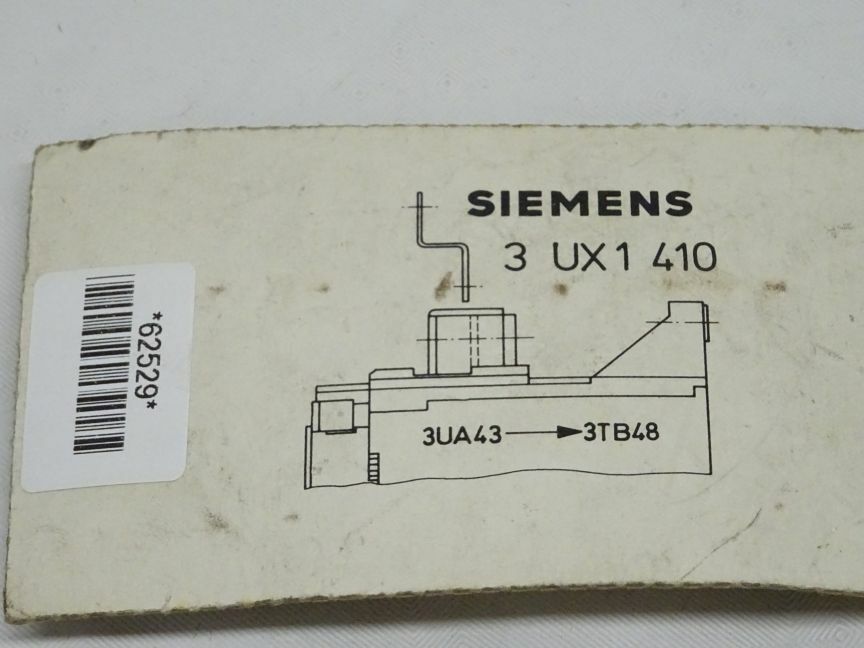 SIEMENS
3 UX1 410
*62529*
3UA43 → 3TB48